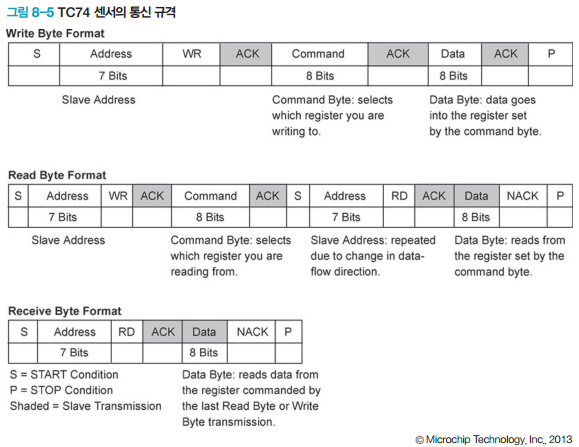 그림 8-5 TC74 센서의 통신 규격
Write Byte Format
S Address WR ACK Command ACK Data ACK P
7 Bits 8 Bits 8 Bits
Slave Address
Command Byte: selects
which register you are
writing to.
Data Byte: data goes
into the register set
by the command byte.
Read Byte Format
S Address WR ACK Command ACK S Address RD ACK Data NACK P
7 Bits 8 Bits 7 Bits 8 Bits
Slave Address
Command Byte: selects
which register you are
reading from.
Slave Address: repeated
due to change in data-
flow direction.
Data Byte: reads from
the register set by the
command byte.
Receive Byte Format
S Address RD ACK Data NACK P
7 Bits 8 Bits
S = START Condition
P = STOP Condition
Shaded = Slave Transmission
Data Byte: reads data from
the register commanded by
the last Read Byte or Write
Byte transmission.
© Microchip Technology, Inc., 2013